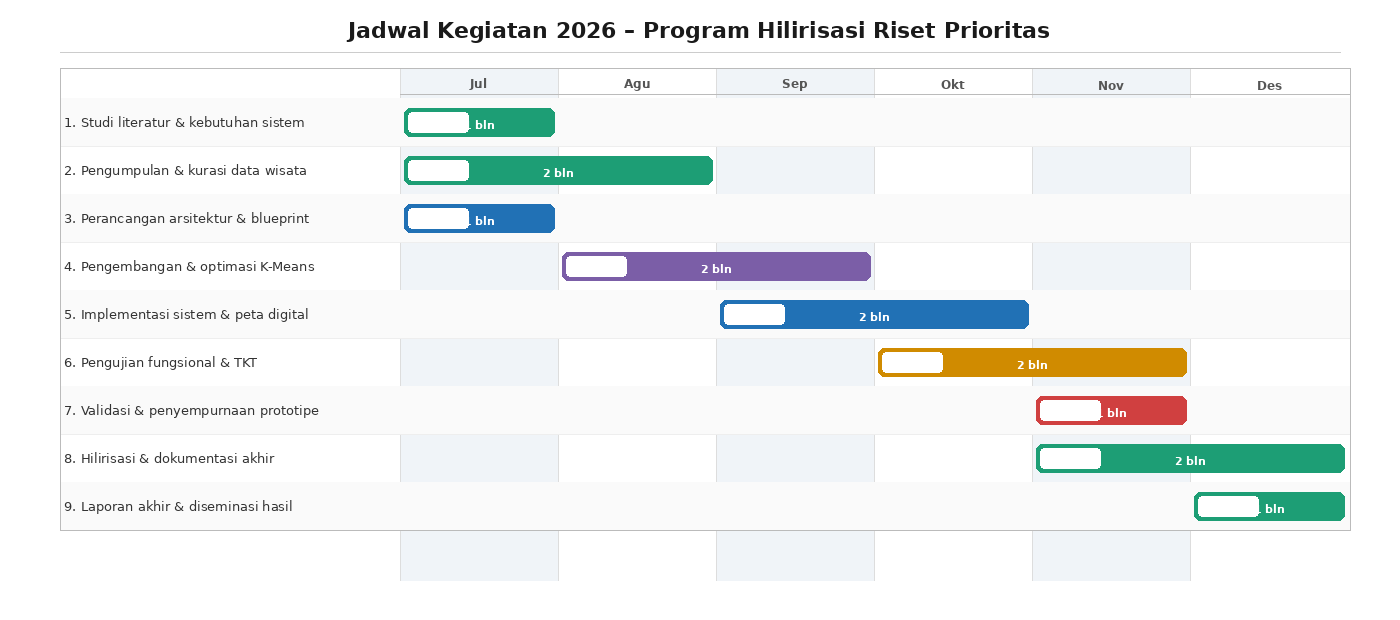 Jadwal Kegiatan 2026 – Program Hilirisasi Riset Prioritas
Jul Agu Sep Okt Nov Des
1. Studi literatur & kebutuhan sistem bln
2. Pengumpulan & kurasi data wisata 2 bln
3. Perancangan arsitektur & blueprint bln
4. Pengembangan & optimasi K-Means 2 bln
5. Implementasi sistem & peta digital 2 bln
6. Pengujian fungsional & TKT 2 bln
7. Validasi & penyempurnaan prototipe bln
8. Hilirisasi & dokumentasi akhir 2 bln
9. Laporan akhir & diseminasi hasil bln